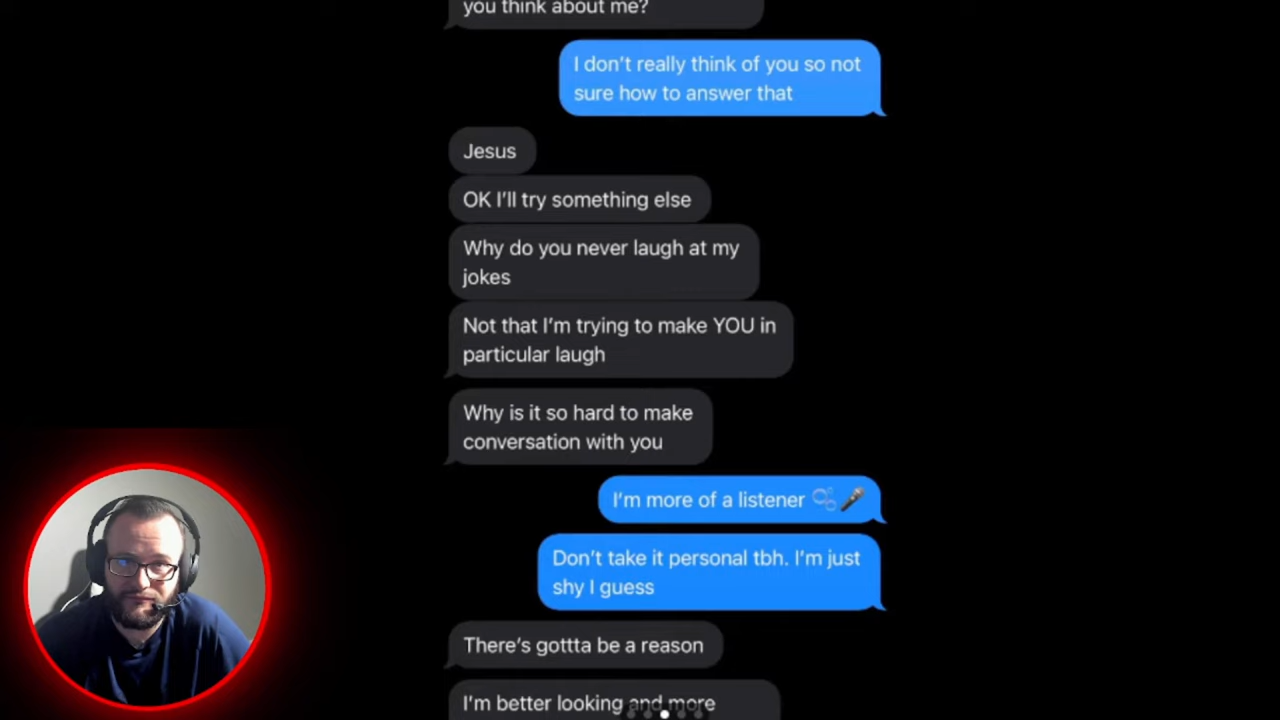 you think about me?
I don't really think of you so not
sure how to answer that
Jesus
OK I'll try something else
Why do you never laugh at my
jokes
Not that I'm trying to make YOU in
particular laugh
Why is it so hard to make
conversation with you
I'm more of a listener 🫧🎤
Don't take it personal tbh. I'm just
shy I guess
There's gottta be a reason
I'm better looking and more